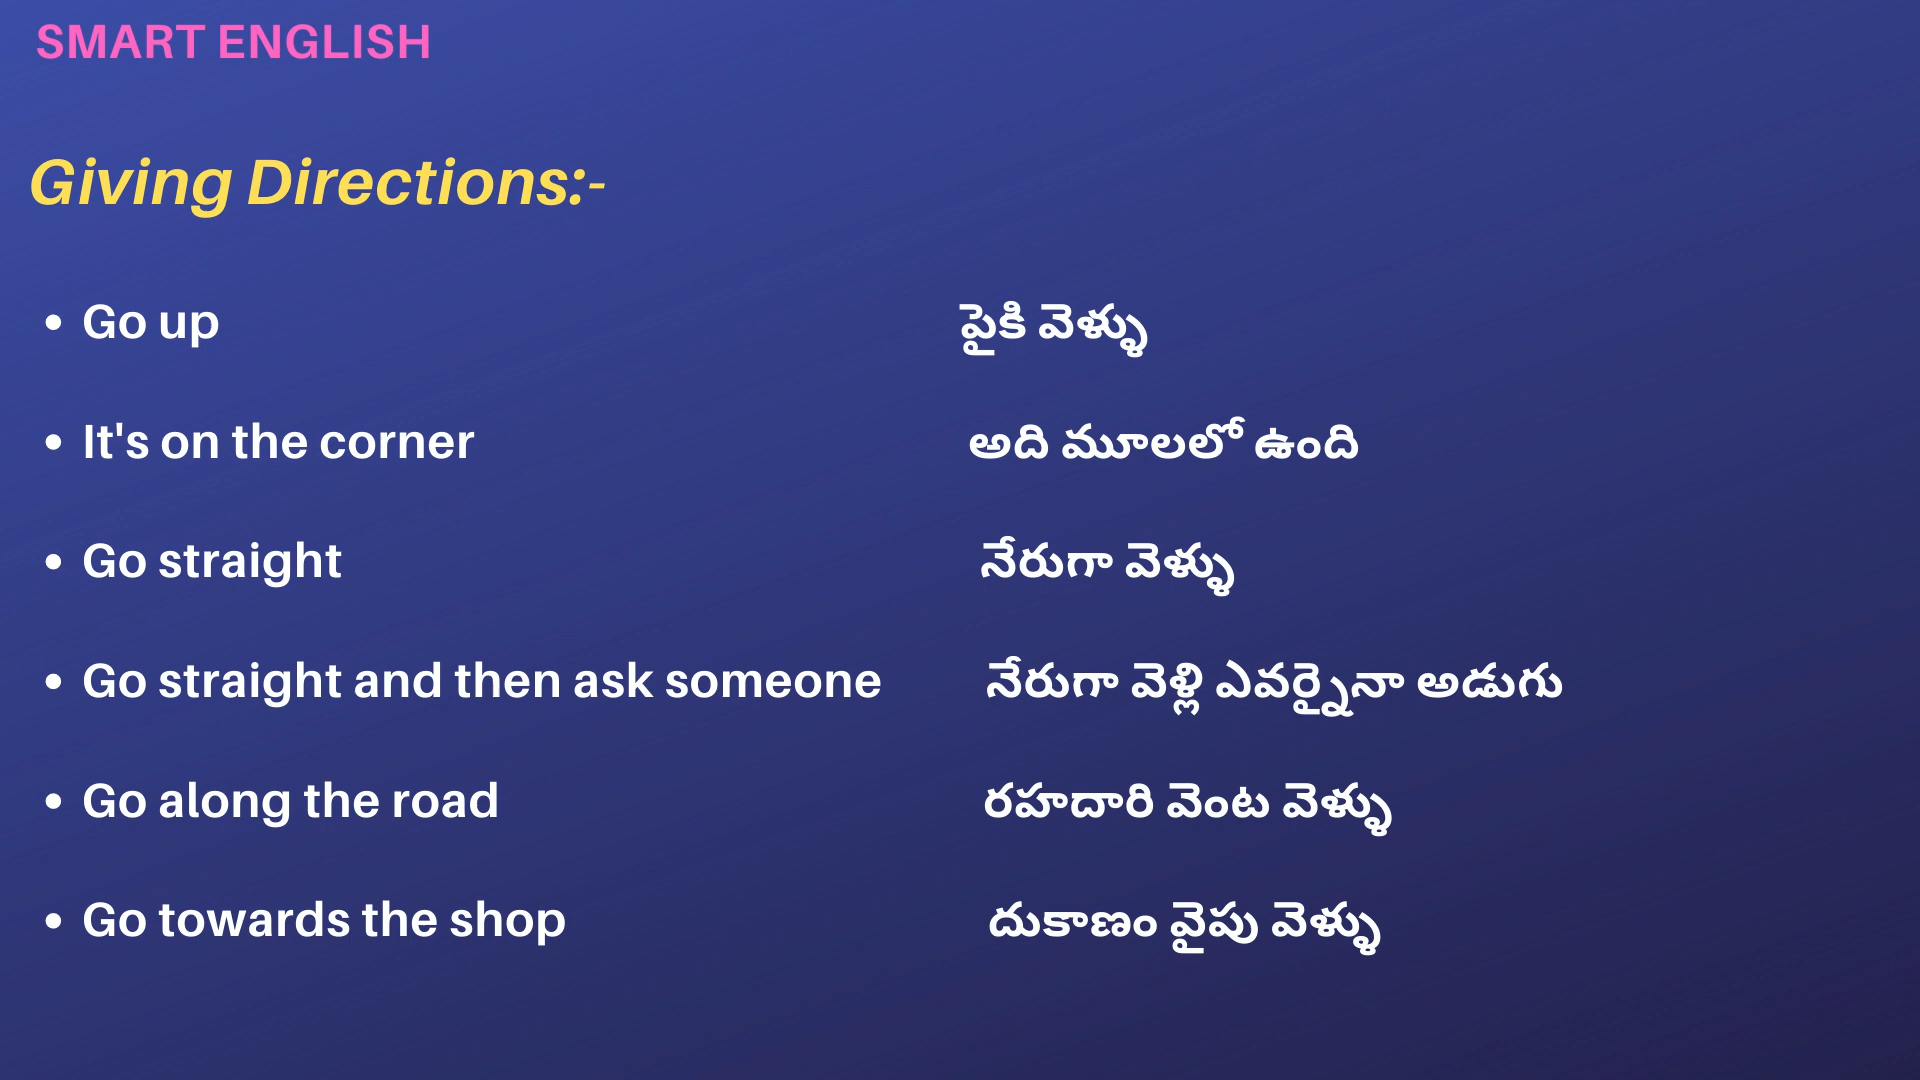 SMART ENGLISH
Giving Directions:-
• Go up పైకి వెళ్ళు
• It's on the corner అది మూలలో ఉంది
• Go straight నేరుగా వెళ్ళు
• Go straight and then ask someone నేరుగా వెళ్లి ఎవర్నైనా అడుగు
• Go along the road రహదారి వెంట వెళ్ళు
• Go towards the shop దుకాణం వైపు వెళ్ళు